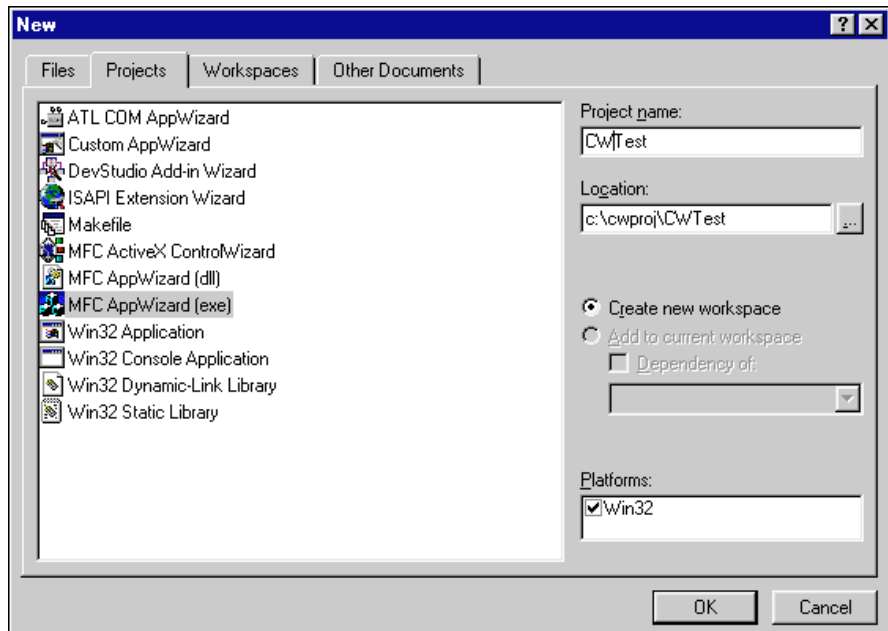 New
Files
Projects
Workspaces
Other Documents
ATL COM AppWizard
Custom AppWizard
DevStudio Add-in Wizard
ISAPI Extension Wizard
Makefile
MFC ActiveX ControlWizard
MFC AppWizard (dll)
MFC AppWizard (exe)
Win32 Application
Win32 Console Application
Win32 Dynamic-Link Library
Win32 Static Library
Project name:
CWTest
Location:
c:\cwproj\CWTest
...
Create new workspace
Add to current workspace
Dependency of:
Platforms:
Win32
OK
Cancel